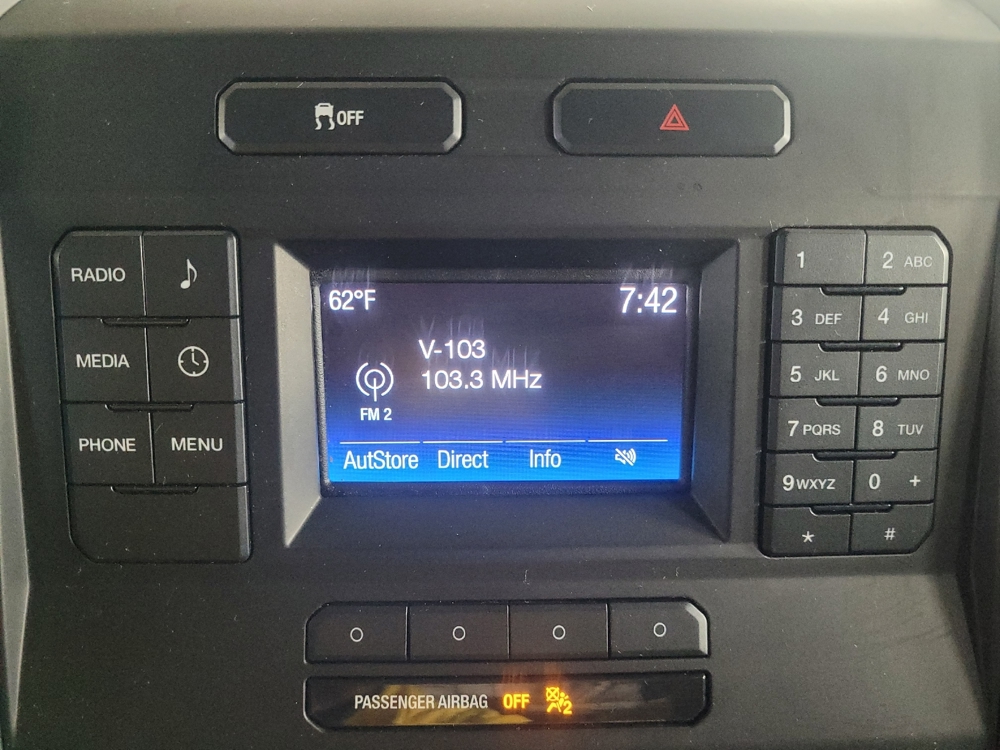 OFF
RADIO
MEDIA
PHONE MENU
62°F 7:42
V-103
103.3 MHz
FM 2
AutStore Direct Info
1 2 ABC
3 DEF 4 GHI
5 JKL 6 MNO
7 PQRS 8 TUV
9 WXYZ 0 +
* #
PASSENGER AIRBAG OFF 2